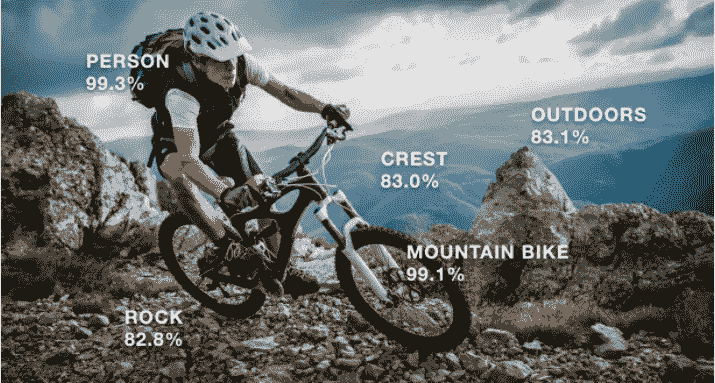 PERSON
99.3%
OUTDOORS
83.1%
CREST
83.0%
MOUNTAIN BIKE
99.1%
ROCK
82.8%